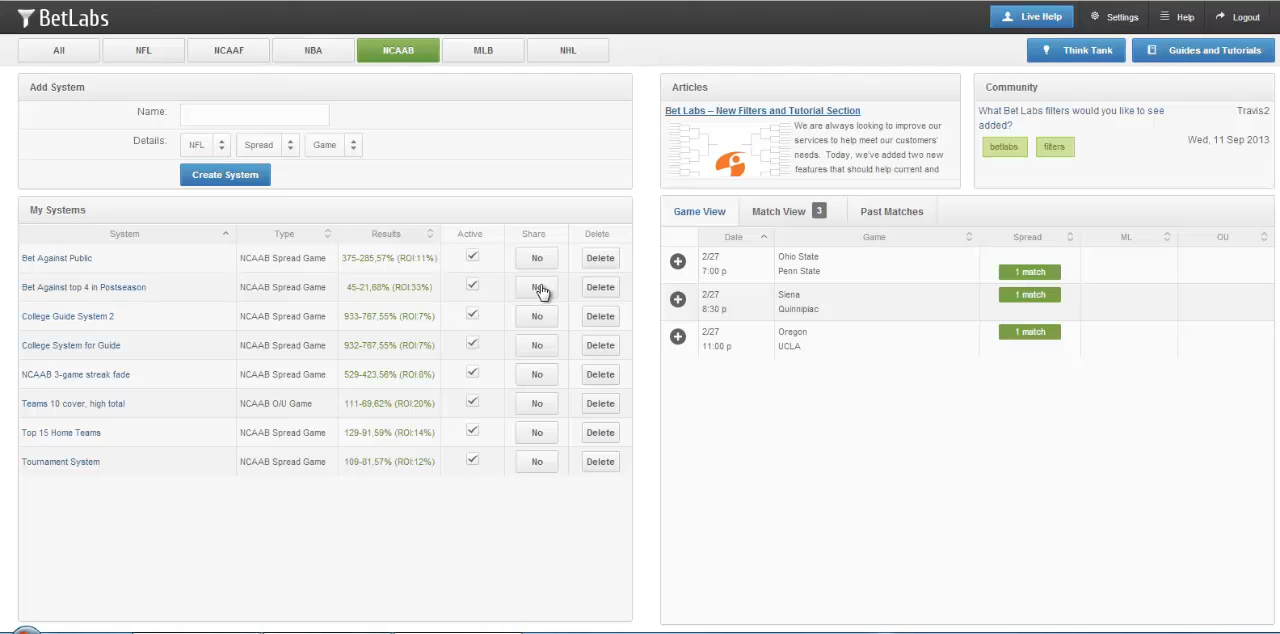 BetLabs
Live Help
Settings
Help
Logout
All
NFL
NCAAF
NBA
NCAAB
MLB
NHL
Think Tank
Guides and Tutorials
Add System
Name:
Details:
NFL
Spread
Game
Create System
Articles
Bet Labs – New Filters and Tutorial Section
We are always looking to improve our
services to help meet our customers'
needs. Today, we've added two new
features that should help current and
Community
What Bet Labs filters would you like to see
added?
Travis2
Wed, 11 Sep 2013
betlabs
filters
My Systems
System Type Results Active Share Delete
Bet Against Public NCAAB Spread Game 375-285,57% (ROI:11%) No Delete
Bet Against top 4 in Postseason NCAAB Spread Game 45-21,68% (ROI:33%) Delete
College Guide System 2 NCAAB Spread Game 933-767,55% (ROI:7%) No Delete
College System for Guide NCAAB Spread Game 932-767,55% (ROI:7%) No Delete
NCAAB 3-game streak fade NCAAB Spread Game 529-423,56% (ROI:8%) No Delete
Teams 10 cover, high total NCAAB O/U Game 111-69,62% (ROI:20%) No Delete
Top 15 Home Teams NCAAB Spread Game 129-91,59% (ROI:14%) No Delete
Tournament System NCAAB Spread Game 109-81,57% (ROI:12%) No Delete
Game View
Match View 3
Past Matches
Date Game Spread ML OU
2/27 Ohio State
7:00 p Penn State 1 match
2/27 Siena 1 match
8:30 p Quinnipiac
2/27 Oregon 1 match
11:00 p UCLA